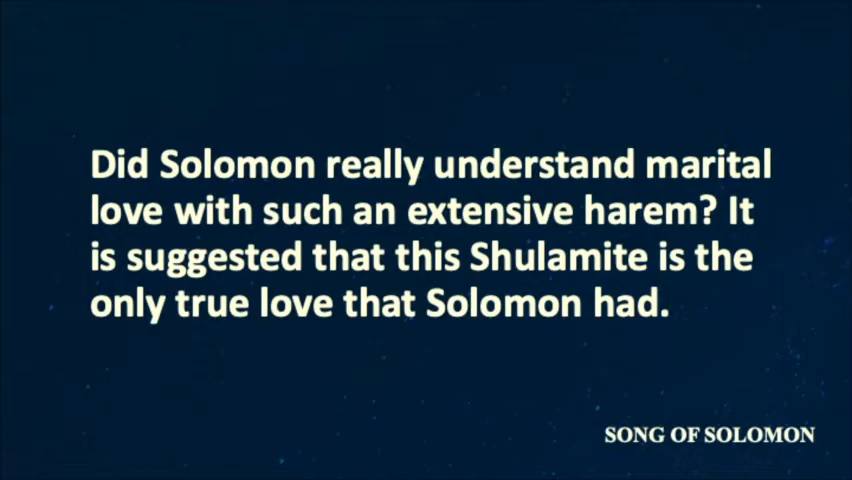 Did Solomon really understand marital
love with such an extensive harem? It
is suggested that this Shulamite is the
only true love that Solomon had.
SONG OF SOLOMON